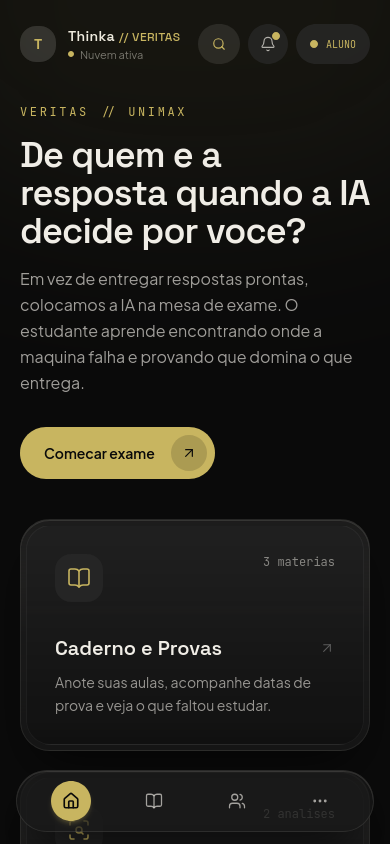 T
Thinka // VERITAS
Nuvem ativa
ALUNO
VERITAS // UNIMAX
De quem e a
resposta quando a IA
decide por voce?
Em vez de entregar respostas prontas,
colocamos a IA na mesa de exame. O
estudante aprende encontrando onde a
maquina falha e provando que domina o que
entrega.
Comecar exame
3 materias
Caderno e Provas
Anote suas aulas, acompanhe datas de
prova e veja o que faltou estudar.
2 analises